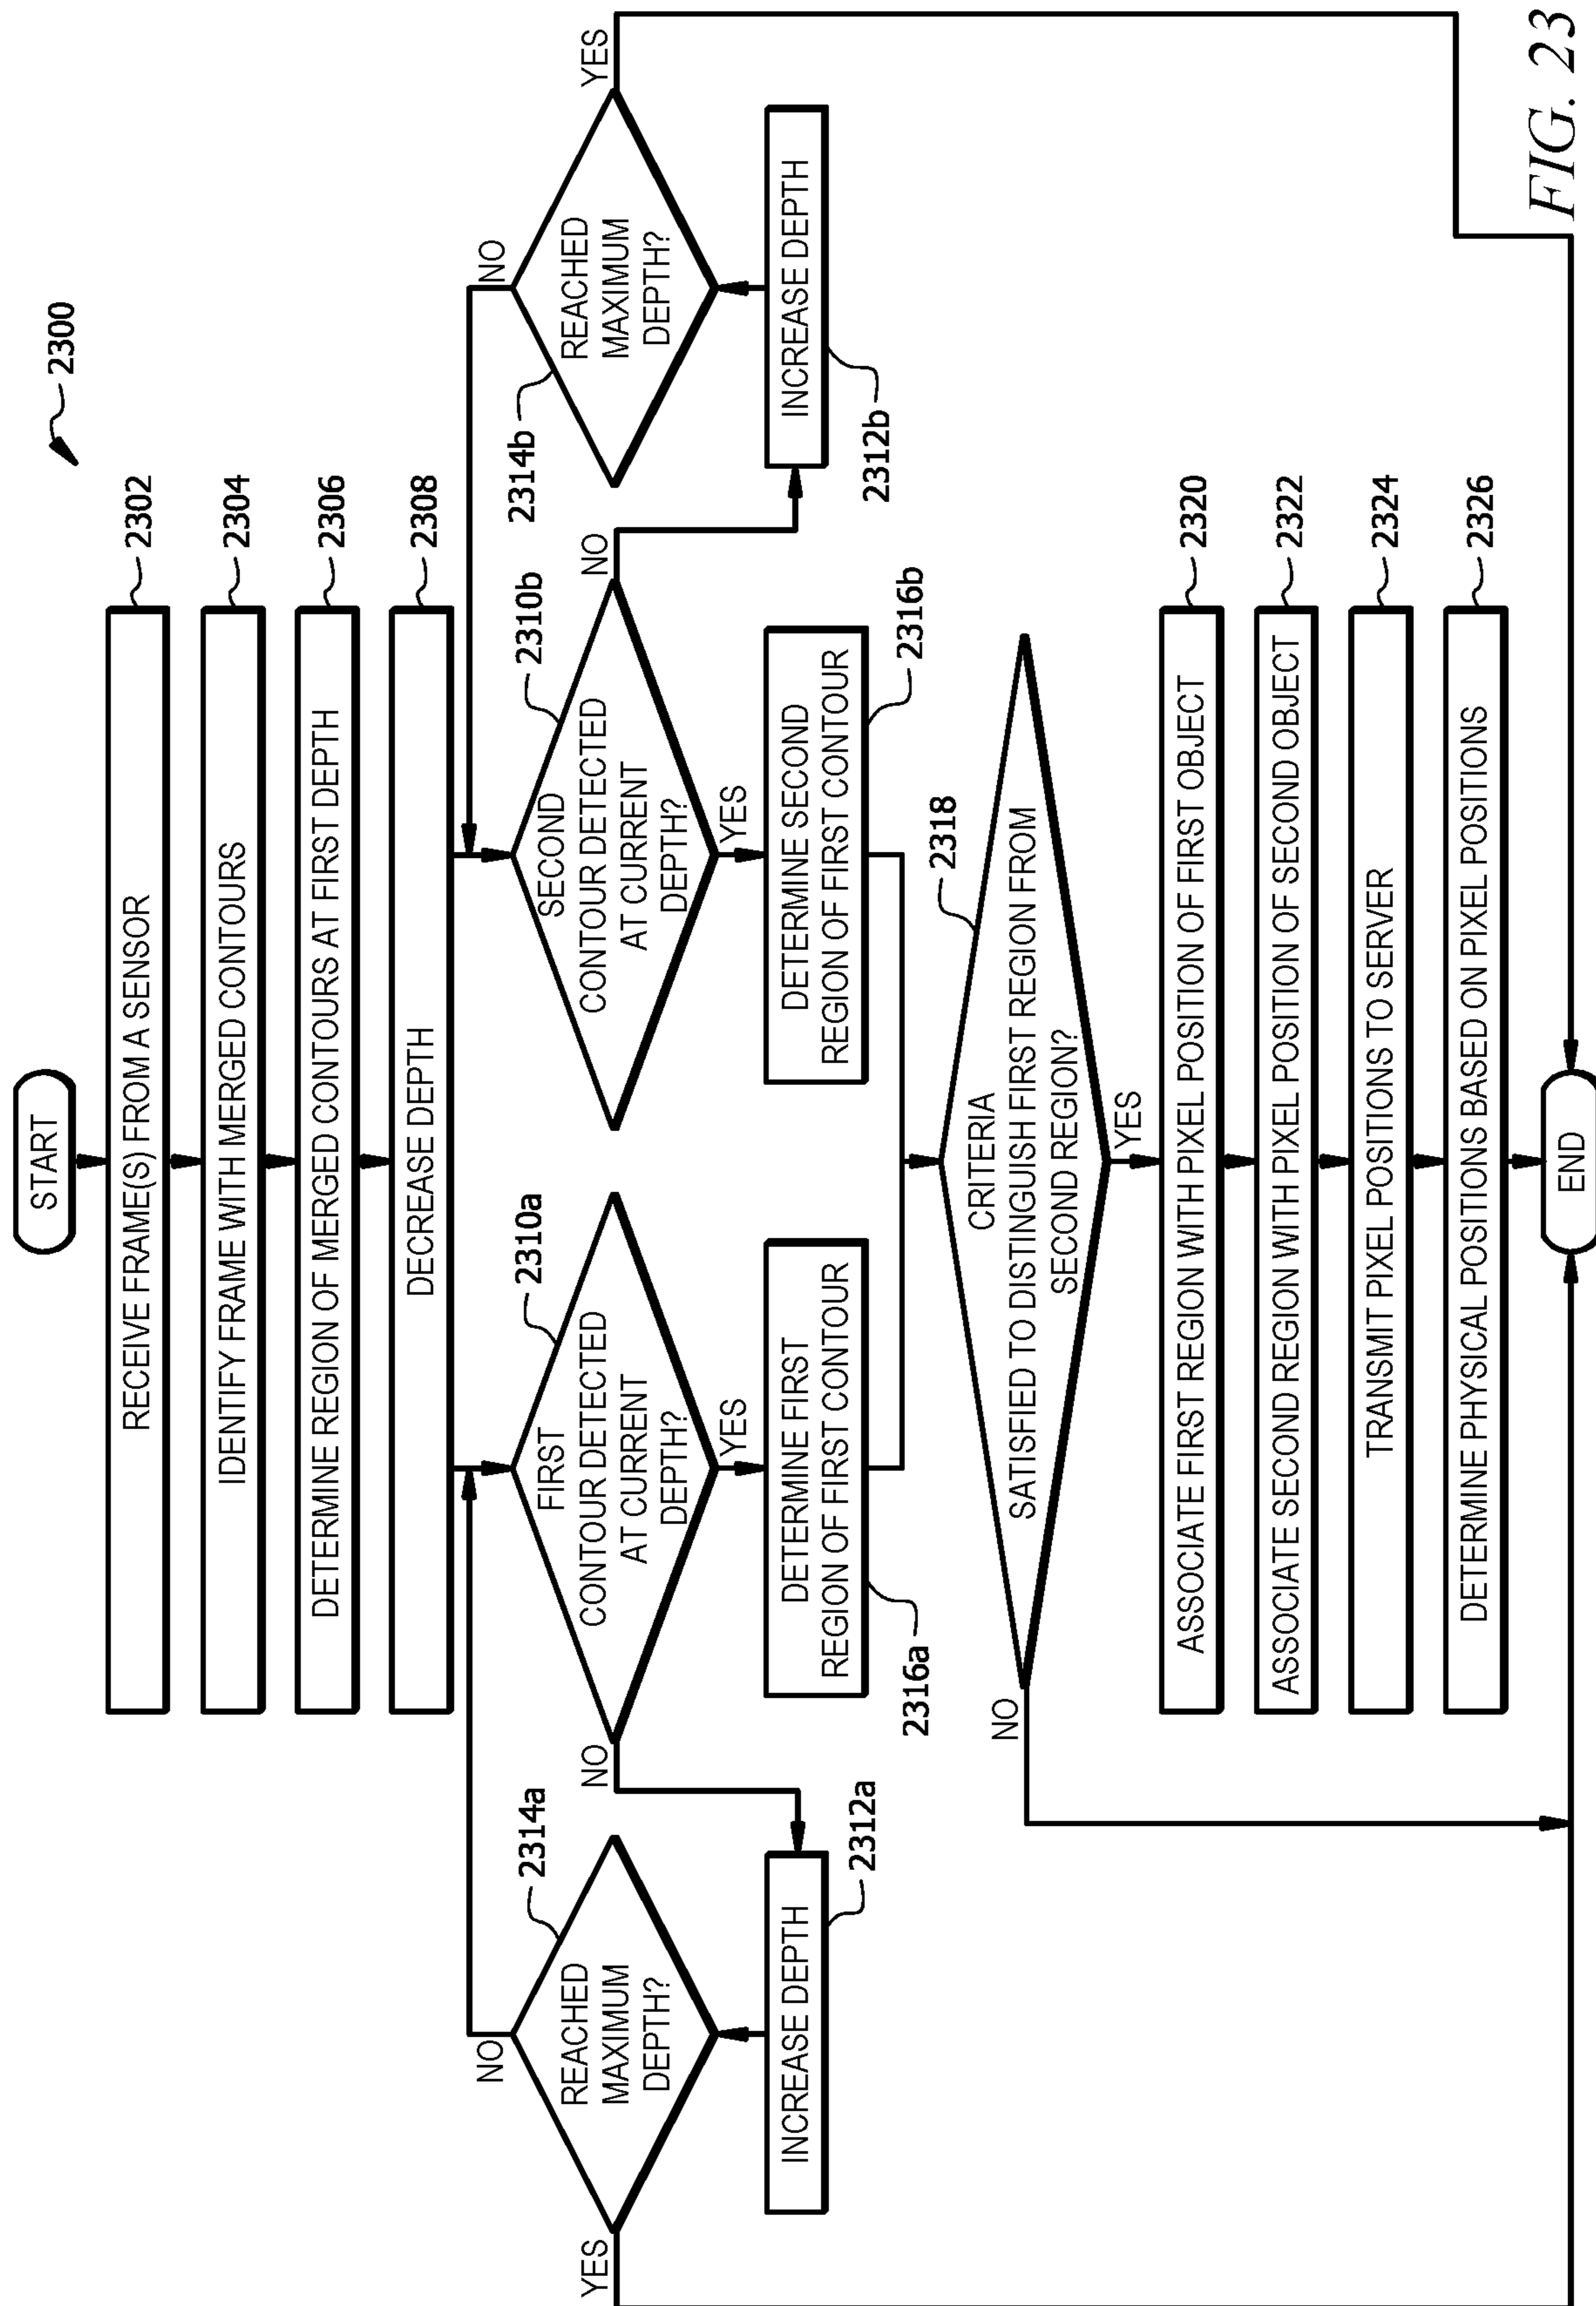 2300
START
RECEIVE FRAME(S) FROM A SENSOR
2302
IDENTIFY FRAME WITH MERGED CONTOURS
2304
DETERMINE REGION OF MERGED CONTOURS AT FIRST DEPTH
2306
DECREASE DEPTH
2308
FIRST
CONTOUR DETECTED
AT CURRENT
DEPTH?
2310a
NO
YES
INCREASE DEPTH
2312a
REACHED
MAXIMUM
DEPTH?
2314a
NO
YES
DETERMINE FIRST
REGION OF FIRST CONTOUR
2316a
SECOND
CONTOUR DETECTED
AT CURRENT
DEPTH?
2310b
NO
YES
INCREASE DEPTH
2312b
REACHED
MAXIMUM
DEPTH?
2314b
NO
YES
DETERMINE SECOND
REGION OF FIRST CONTOUR
2316b
CRITERIA
SATISFIED TO DISTINGUISH FIRST REGION FROM
SECOND REGION?
2318
NO
YES
ASSOCIATE FIRST REGION WITH PIXEL POSITION OF FIRST OBJECT
2320
ASSOCIATE SECOND REGION WITH PIXEL POSITION OF SECOND OBJECT
2322
TRANSMIT PIXEL POSITIONS TO SERVER
2324
DETERMINE PHYSICAL POSITIONS BASED ON PIXEL POSITIONS
2326
END
FIG. 23